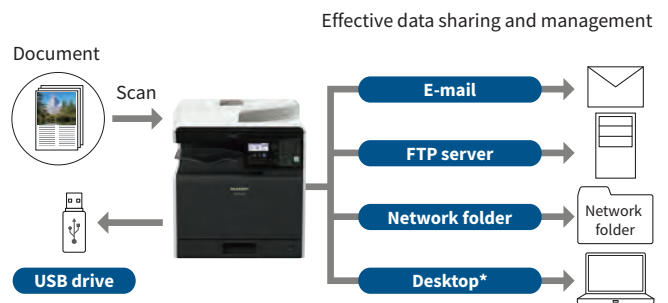 Effective data sharing and management
Document
Scan
E-mail
FTP server
Network folder
Network
folder
USB drive
Desktop*